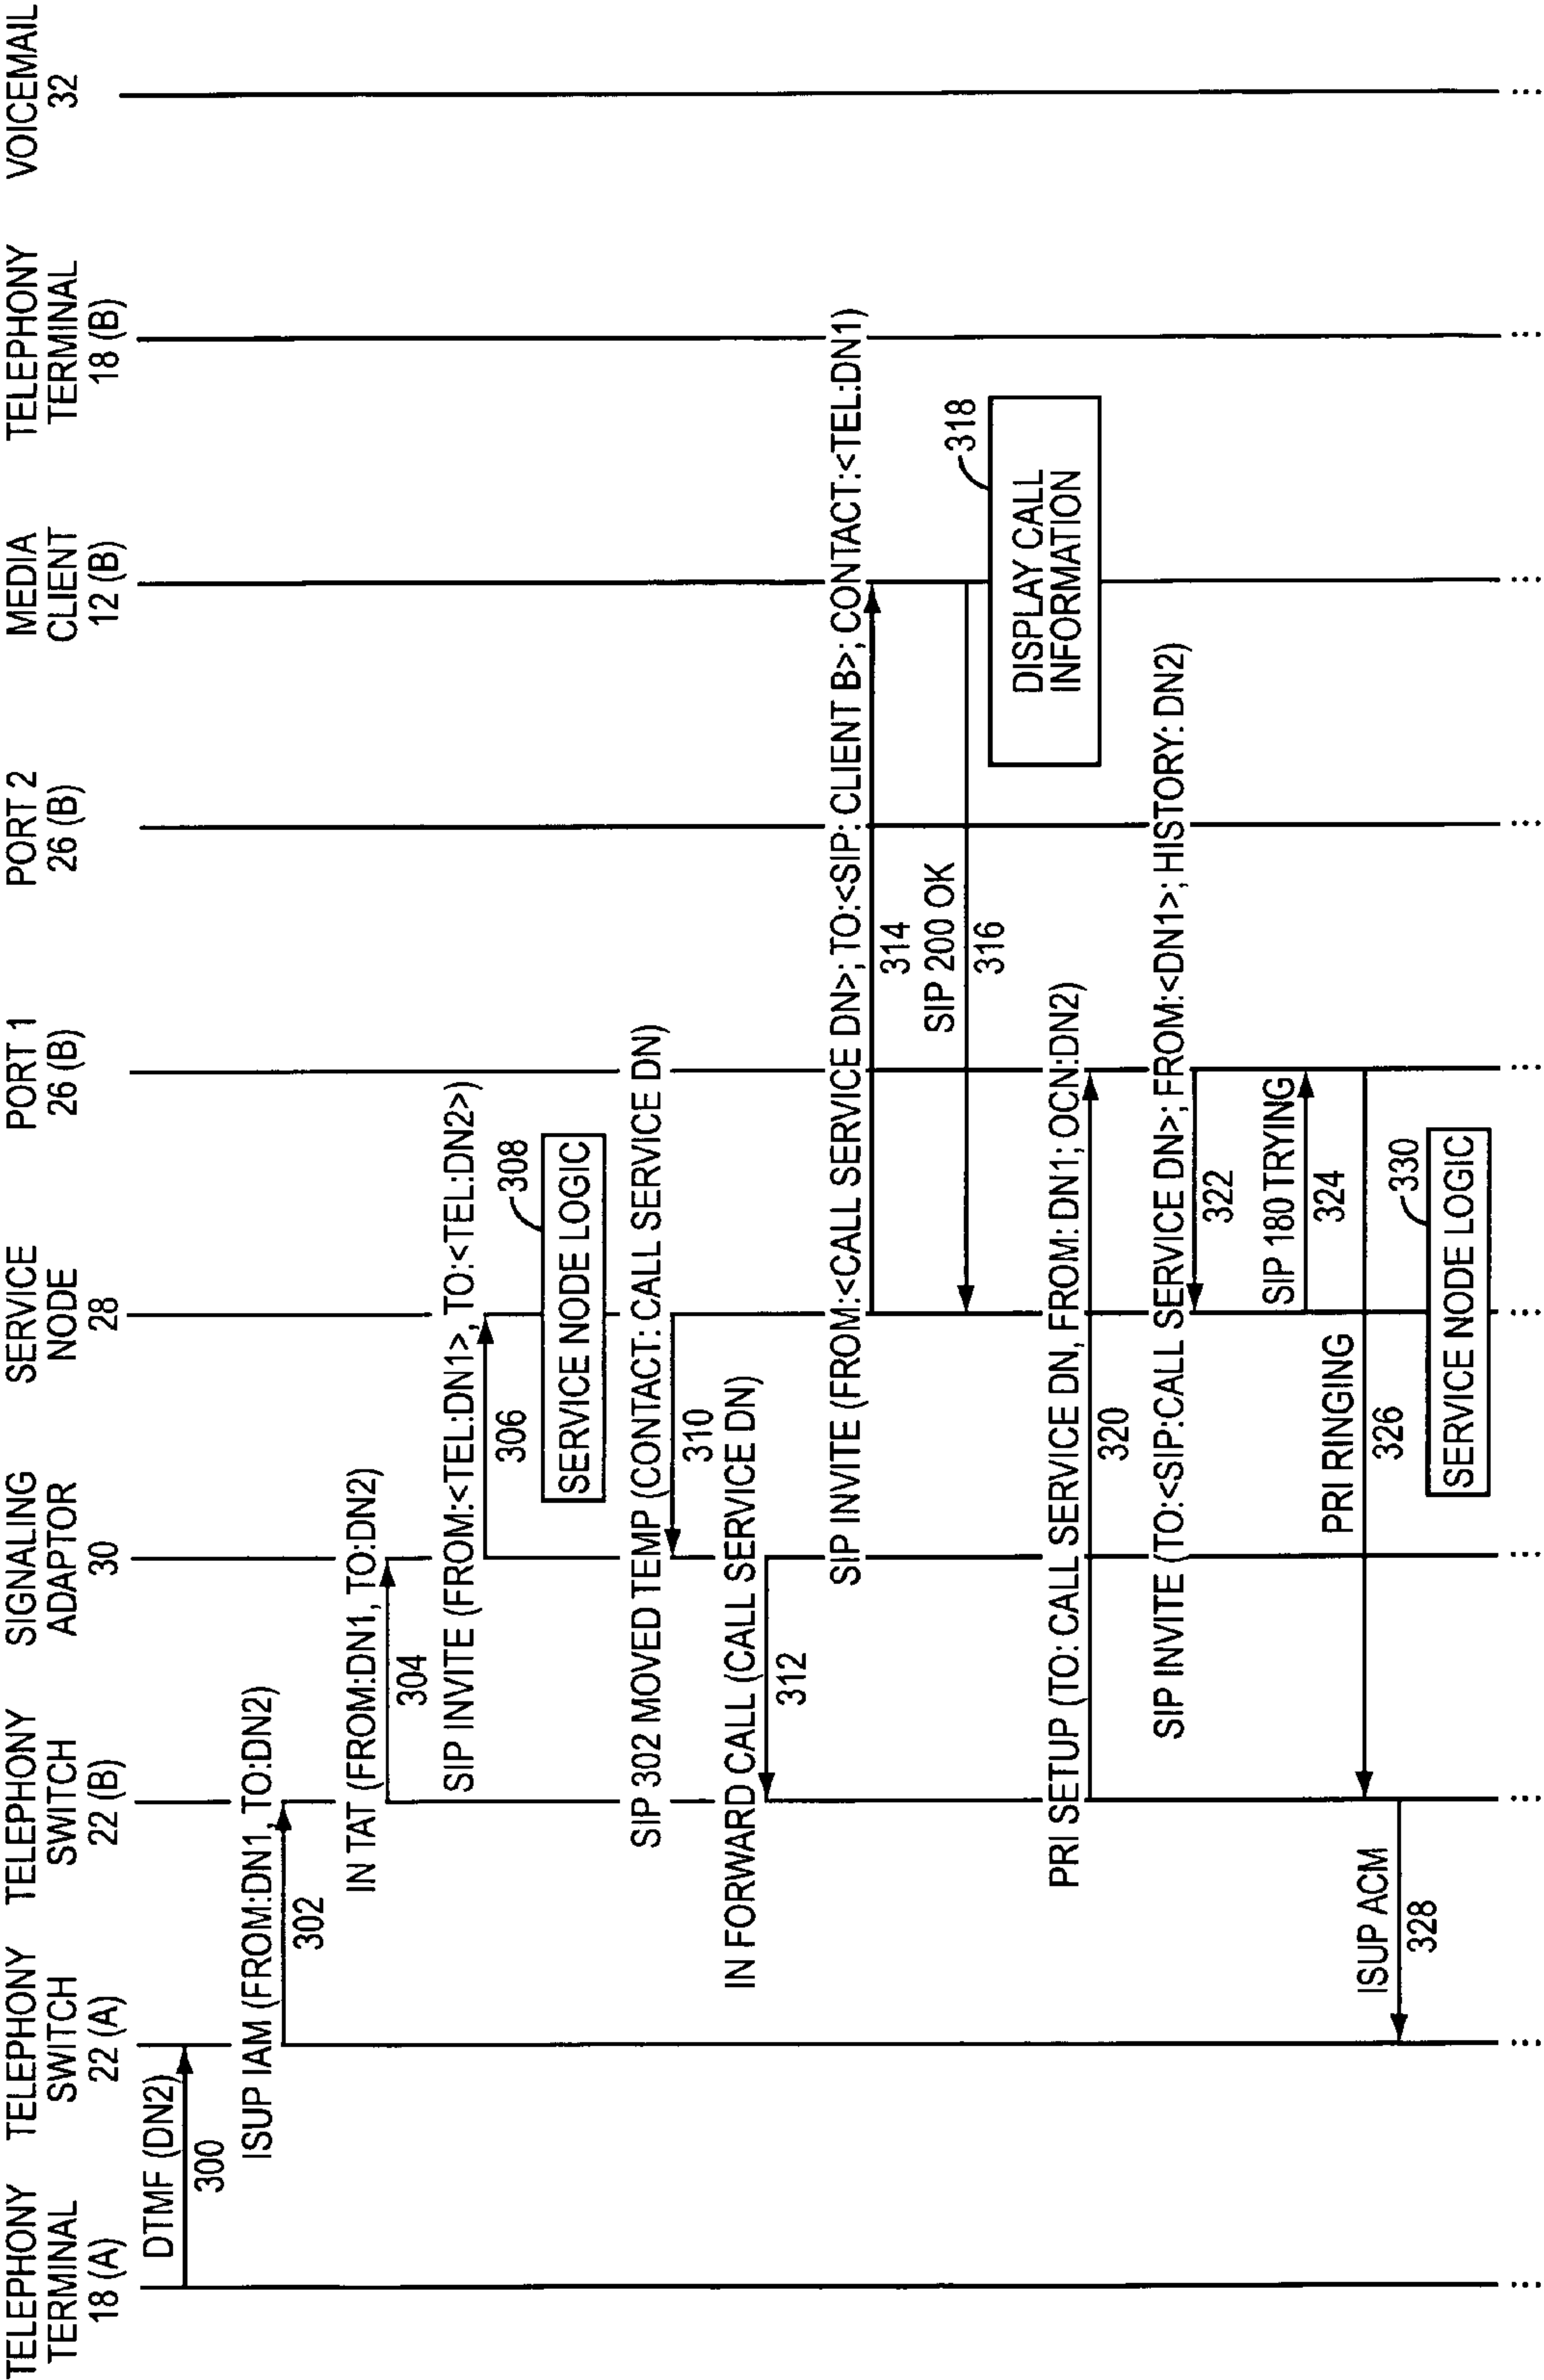 TELEPHONY
TERMINAL
18 (A)
TELEPHONY
SWITCH
22 (A)
TELEPHONY
SWITCH
22 (B)
SIGNALING
ADAPTOR
30
SERVICE
NODE
28
PORT 1
26 (B)
PORT 2
26 (B)
MEDIA
CLIENT
12 (B)
TELEPHONY
TERMINAL
18 (B)
VOICEMAIL
32
DTMF (DN2)
300
ISUP IAM (FROM:DN1, TO:DN2)
302
IN TAT (FROM:DN1, TO:DN2)
304
SIP INVITE (FROM:<TEL:DN1>, TO:<TEL:DN2>)
306
308
SERVICE NODE LOGIC
SIP 302 MOVED TEMP (CONTACT: CALL SERVICE DN)
310
IN FORWARD CALL (CALL SERVICE DN)
312
SIP INVITE (FROM:<CALL SERVICE DN>; TO:<SIP: CLIENT B>; CONTACT:<TEL:DN1)
314
SIP 200 OK
316
318
DISPLAY CALL
INFORMATION
PRI SETUP (TO: CALL SERVICE DN, FROM: DN1; OCN:DN2)
320
SIP INVITE (TO:<SIP:CALL SERVICE DN>; FROM:<DN1>; HISTORY: DN2)
322
SIP 180 TRYING
324
PRI RINGING
326
ISUP ACM
328
330
SERVICE NODE LOGIC